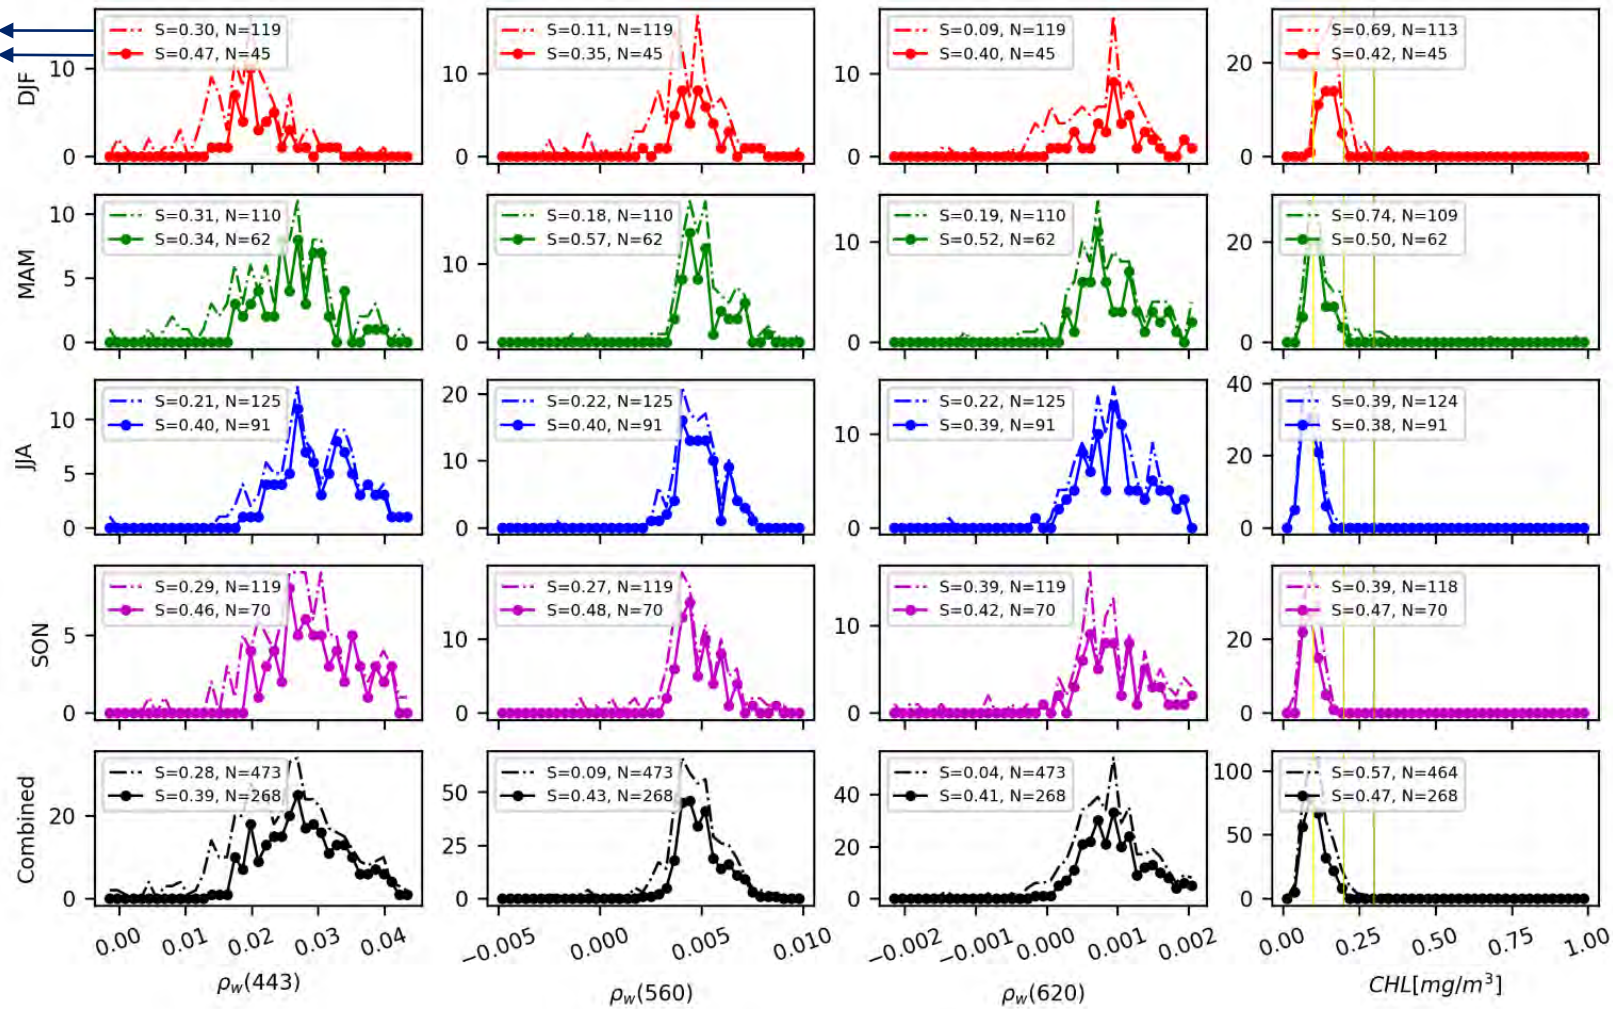 S=0.30, N=119
S=0.47, N=45
S=0.11, N=119
S=0.35, N=45
S=0.09, N=119
S=0.40, N=45
S=0.69, N=113
S=0.42, N=45
DJF
10
0
10
0
10
0
20
0
S=0.31, N=110
S=0.34, N=62
S=0.18, N=110
S=0.57, N=62
S=0.19, N=110
S=0.52, N=62
S=0.74, N=109
S=0.50, N=62
MAM
10
5
0
10
0
10
0
20
0
S=0.21, N=125
S=0.40, N=91
S=0.22, N=125
S=0.40, N=91
S=0.22, N=125
S=0.39, N=91
S=0.39, N=124
S=0.38, N=91
JJA
10
5
0
20
10
0
10
0
40
20
0
S=0.29, N=119
S=0.46, N=70
S=0.27, N=119
S=0.48, N=70
S=0.39, N=119
S=0.42, N=70
S=0.39, N=118
S=0.47, N=70
SON
5
0
10
0
10
0
20
0
S=0.28, N=473
S=0.39, N=268
S=0.09, N=473
S=0.43, N=268
S=0.04, N=473
S=0.41, N=268
S=0.57, N=464
S=0.47, N=268
Combined
20
0
50
25
0
40
20
0
100
50
0
0.00 0.01 0.02 0.03 0.04
−0.005 0.000 0.005 0.010
−0.002 −0.001 0.000 0.001 0.002
0.00 0.25 0.50 0.75 1.00
ρw(443)
ρw(560)
ρw(620)
CHL[mg/m³]